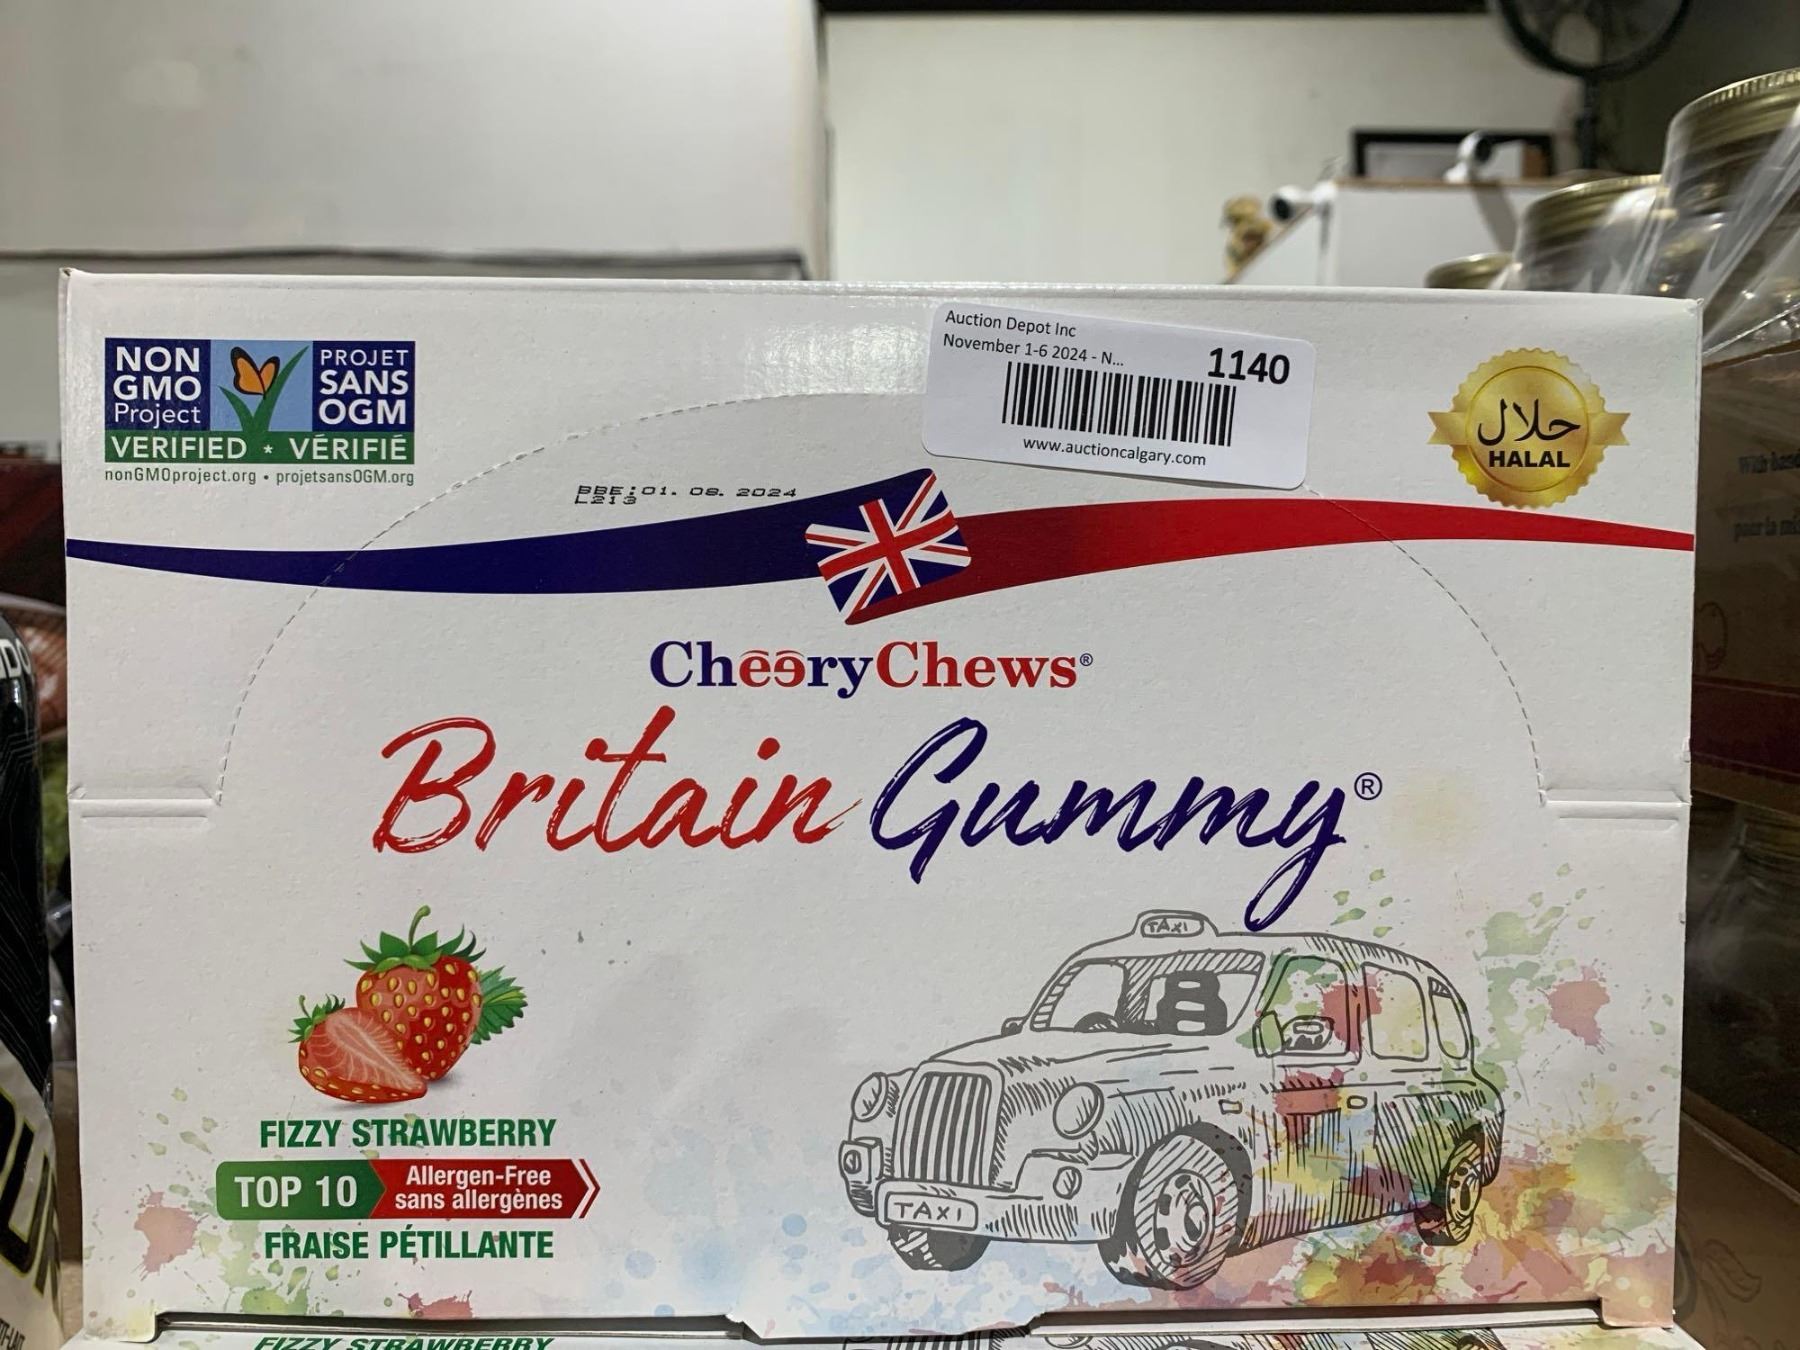 Auction Depot Inc
November 1-6 2024 - N...
1140
www.auctioncalgary.com
NON
GMO
Project
PROJET
SANS
OGM
VERIFIED * VÉRIFIÉ
nonGMOproject.org • projetsansOGM.org
حلال
HALAL
BBE:01. 08. 2024
L213
CheeryChews®
Britain Gummy®
TAXI
TAXI
FIZZY STRAWBERRY
TOP 10
Allergen-Free
sans allergènes
FRAISE PÉTILLANTE
FIZZY STRAWBERRY